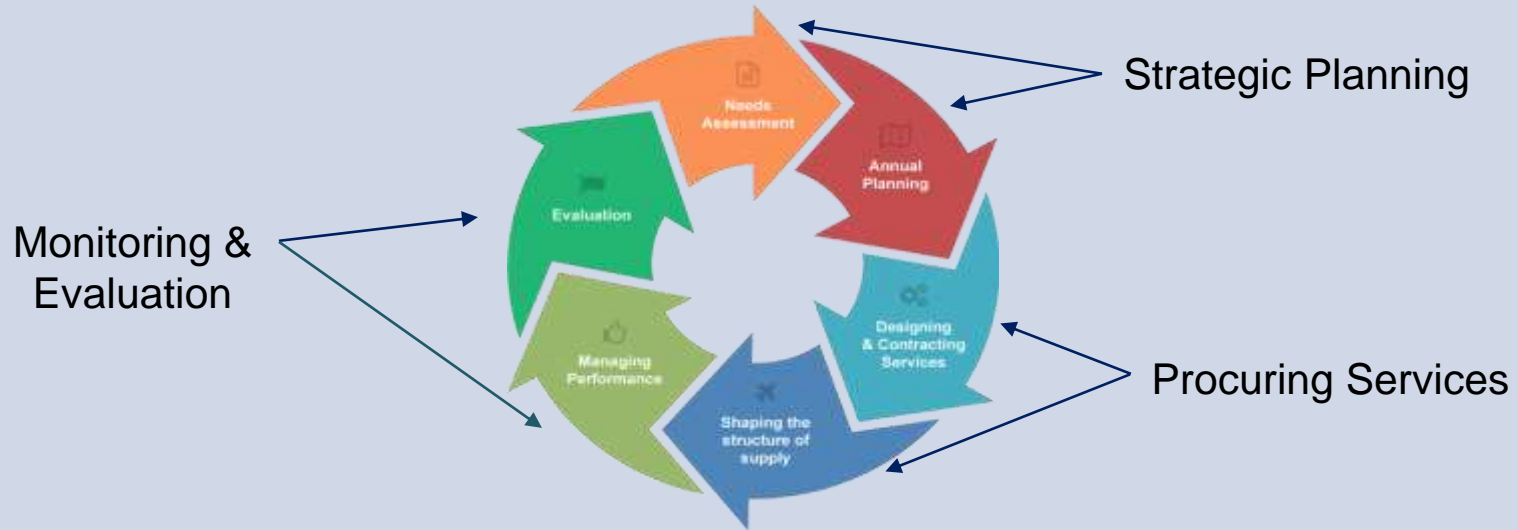 Needs
Assessment
Strategic Planning
Annual
Planning
Evaluation
Monitoring &
Evaluation
Designing
& Contracting
Services
Managing
Performance
Procuring Services
Shaping the
structure of
supply